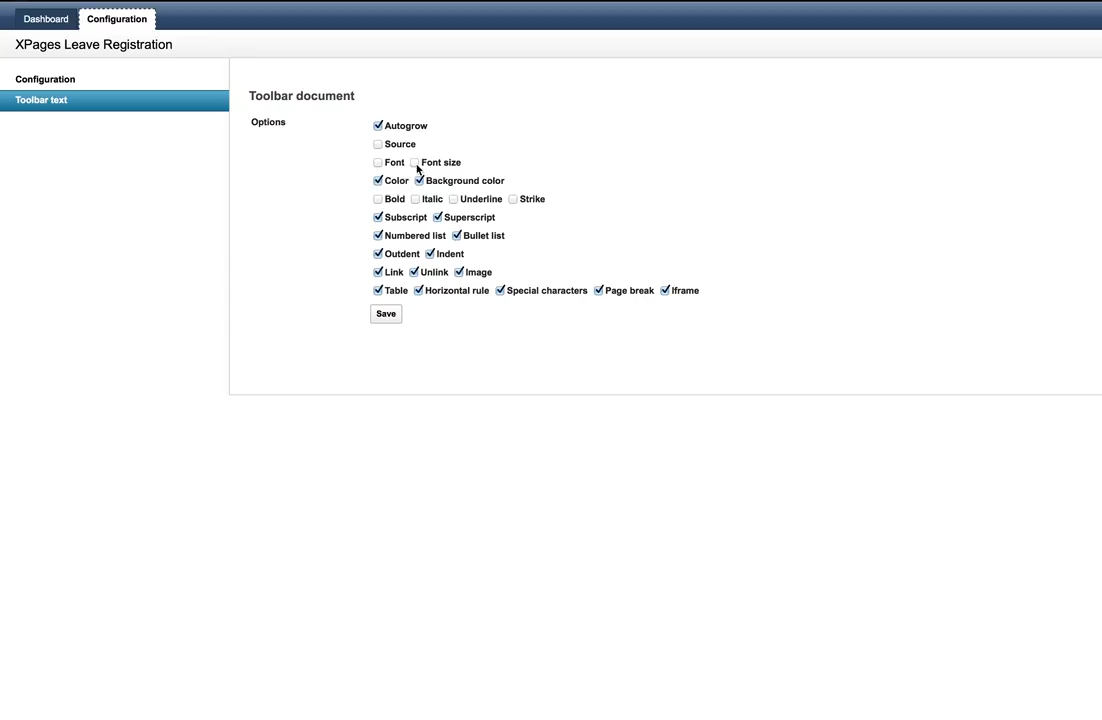 Dashboard Configuration
XPages Leave Registration
Configuration
Toolbar text
Toolbar document
Options
Autogrow
Source
Font Font size
Color Background color
Bold Italic Underline Strike
Subscript Superscript
Numbered list Bullet list
Outdent Indent
Link Unlink Image
Table Horizontal rule Special characters Page break Iframe
Save